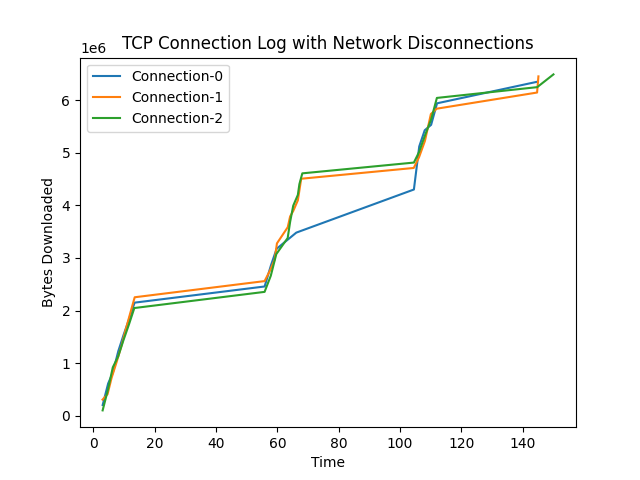 TCP Connection Log with Network Disconnections
1e6
Connection-0
Connection-1
Connection-2
6
5
4
3
2
1
0
Bytes Downloaded
0 20 40 60 80 100 120 140
Time